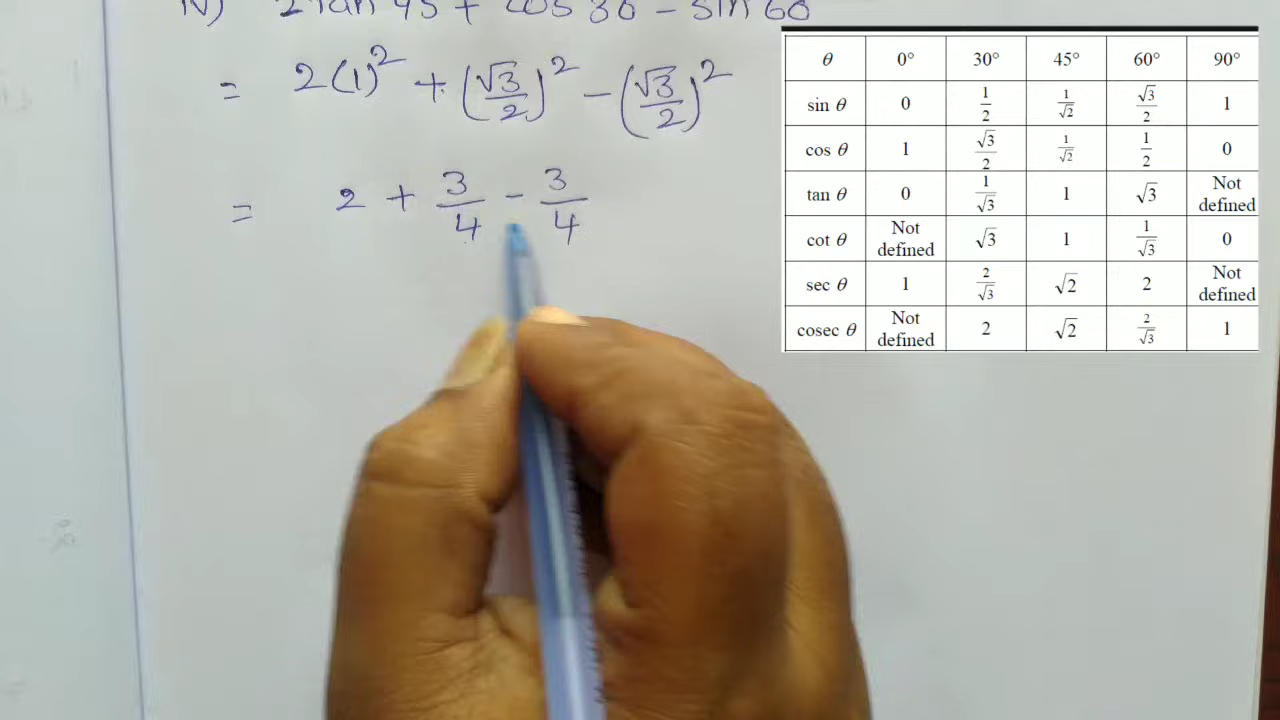 iv) 2 tan 45 + cos 30 - sin 60
= 2(1)² + (√3/2)² - (√3/2)²
= 2 + 3/4 - 3/4
θ 0° 30° 45° 60° 90°
sin θ 0 1/2 1/√2 √3/2 1
cos θ 1 √3/2 1/√2 1/2 0
tan θ 0 1/√3 1 √3 Not defined
cot θ Not defined √3 1 1/√3 0
sec θ 1 2/√3 √2 2 Not defined
cosec θ Not defined 2 √2 2/√3 1